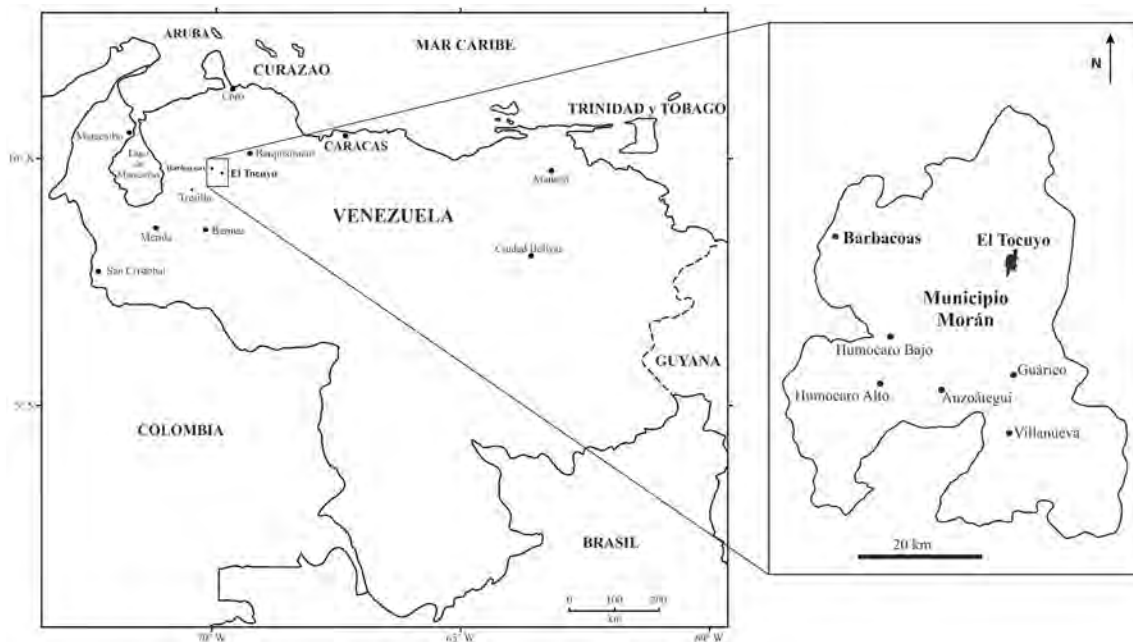 ARUBA
MAR CARIBE
CURAZAO
Coro
TRINIDAD y TOBAGO
Maracaibo
CARACAS
Lago
de
Maracaibo
Barquisimeto
Barbacoas
El Tocuyo
Trujillo
Maturín
VENEZUELA
Mérida
Barinas
Ciudad Bolívar
San Cristóbal
GUYANA
COLOMBIA
BRASIL
0 100 200
km
70° W
65° W
60° W
N
Barbacoas
El Tocuyo
Municipio
Morán
Humocaro Bajo
Guárico
Humocaro Alto
Anzoátegui
Villanueva
20 km